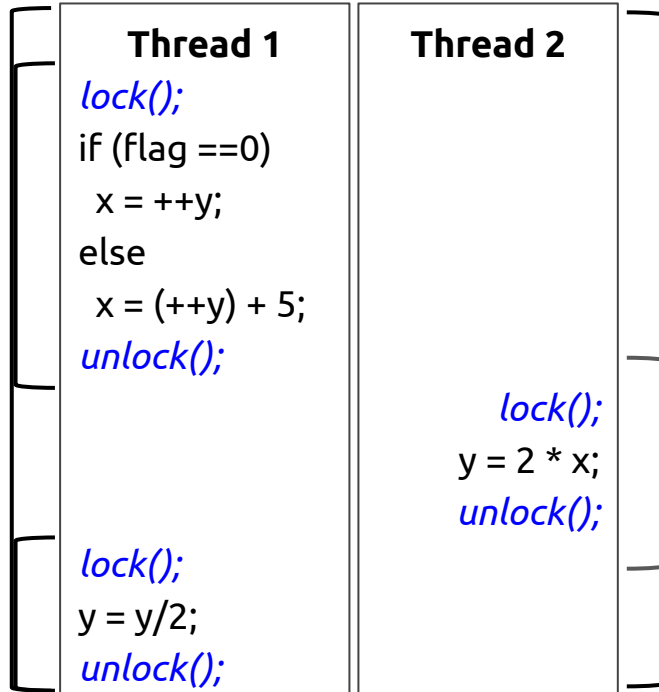 Thread 1
lock();
if (flag ==0)
x = ++y;
else
x = (++y) + 5;
unlock();
lock();
y = y/2;
unlock();
Thread 2
lock();
y = 2 * x;
unlock();